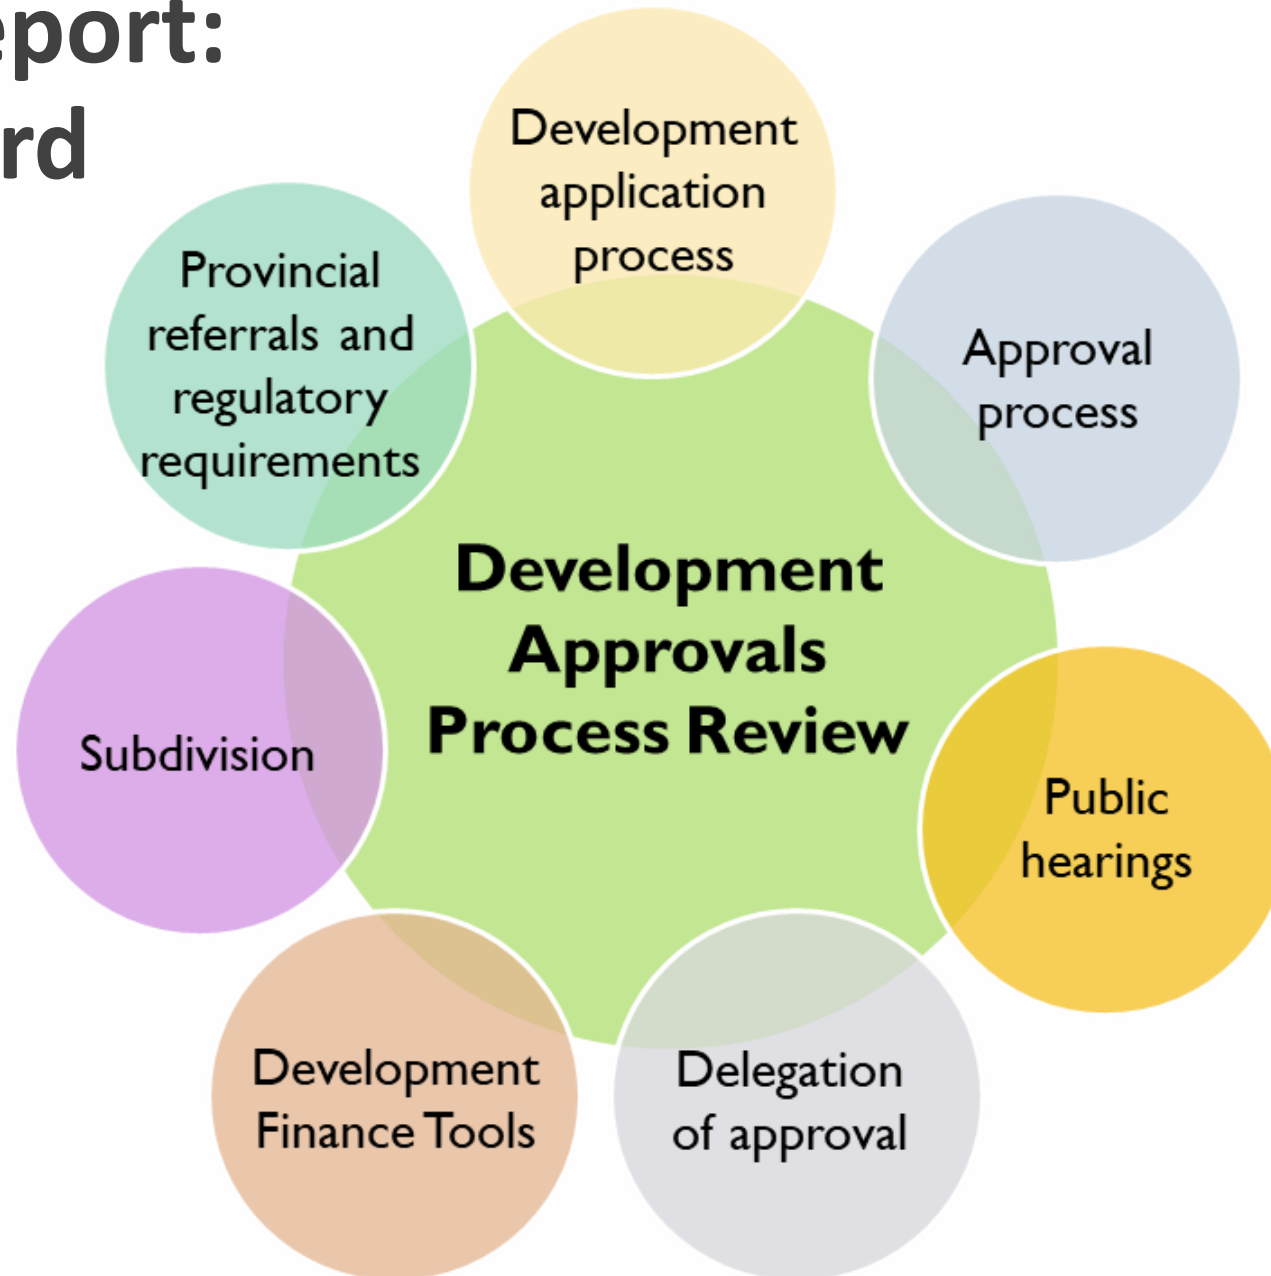 eport:
rd
Development
application
process
Approval
process
Public
hearings
Delegation
of approval
Development
Finance Tools
Subdivision
Provincial
referrals and
regulatory
requirements
Development
Approvals
Process Review